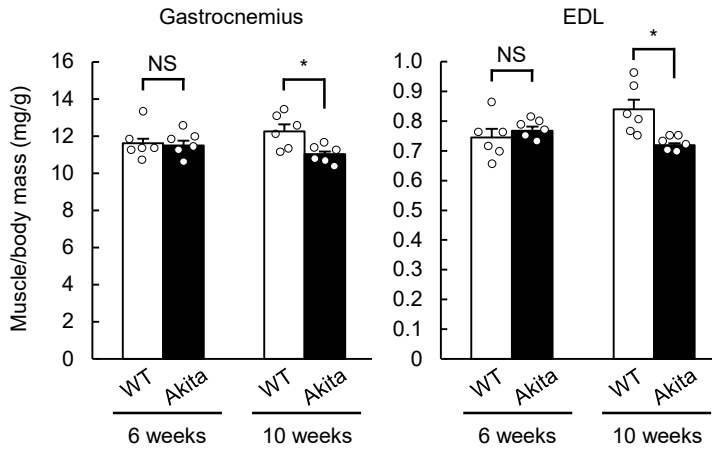 Gastrocnemius
EDL
Muscle/body mass (mg/g)
16
14
12
10
8
6
4
2
0
NS
*
WT
Akita
WT
Akita
6 weeks
10 weeks
1.0
0.9
0.8
0.7
0.6
0.5
0.4
0.3
0.2
0.1
0
NS
*
WT
Akita
WT
Akita
6 weeks
10 weeks